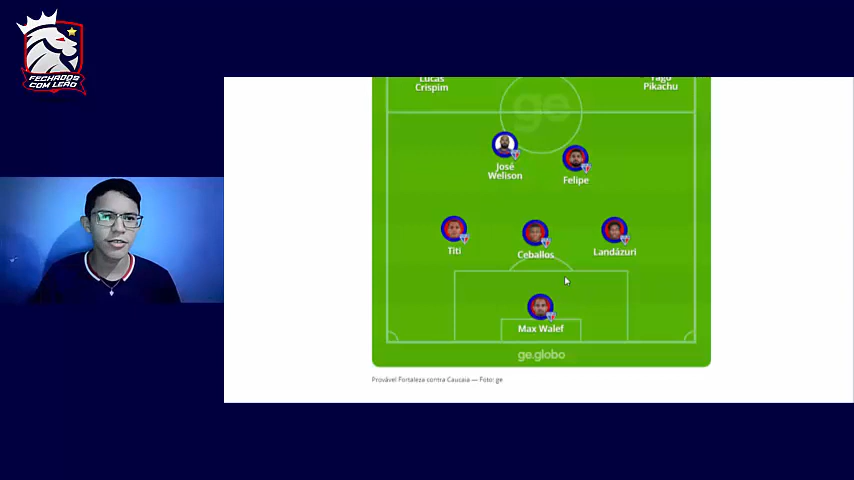 FECHADOS
COM LEÃO
ge
Lucas
Crispim
Yago
Pikachu
José
Welison
Felipe
Titi
Ceballos
Landázuri
Max Walef
ge.globo
Provável Fortaleza contra Caucaia — Foto: ge